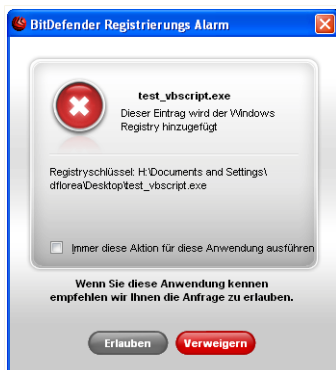 BitDefender Registrierungs Alarm
test_vbscript.exe
Dieser Eintrag wird der Windows
Registry hinzugefügt
Registryschlüssel: H:\Documents and Settings\
dflorea\Desktop\test_vbscript.exe
Immer diese Aktion für diese Anwendung ausführen
Wenn Sie diese Anwendung kennen
empfehlen wir Ihnen die Anfrage zu erlauben.
Erlauben
Verweigern